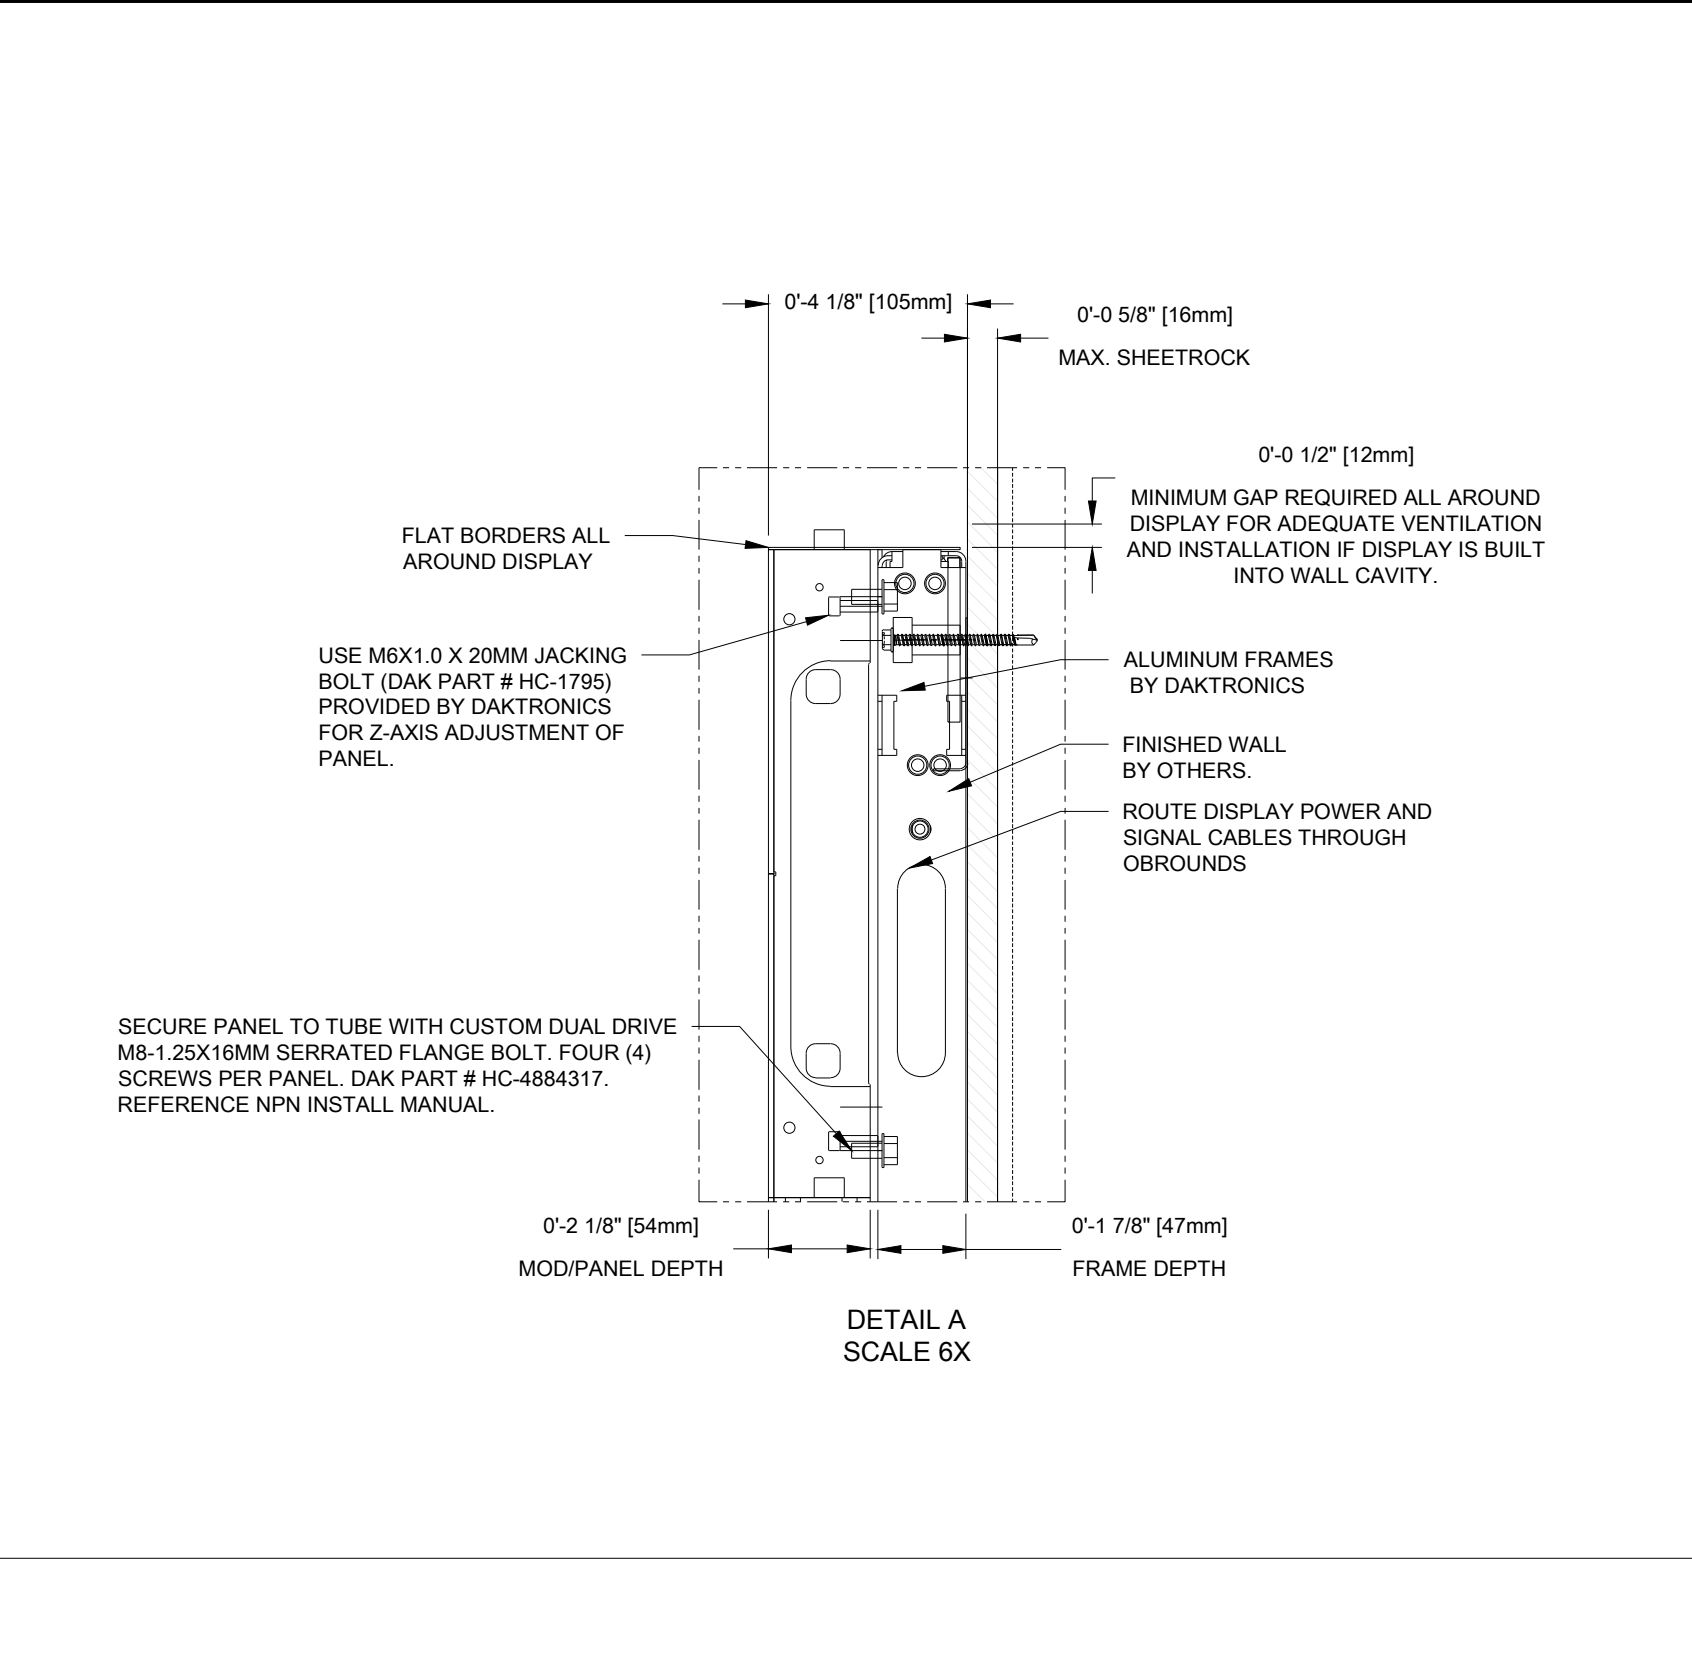 0'-4 1/8" [105mm]
0'-0 5/8" [16mm]
MAX. SHEETROCK
0'-0 1/2" [12mm]
MINIMUM GAP REQUIRED ALL AROUND
DISPLAY FOR ADEQUATE VENTILATION
AND INSTALLATION IF DISPLAY IS BUILT
INTO WALL CAVITY.
FLAT BORDERS ALL
AROUND DISPLAY
USE M6X1.0 X 20MM JACKING
BOLT (DAK PART # HC-1795)
PROVIDED BY DAKTRONICS
FOR Z-AXIS ADJUSTMENT OF
PANEL.
ALUMINUM FRAMES
BY DAKTRONICS
FINISHED WALL
BY OTHERS.
ROUTE DISPLAY POWER AND
SIGNAL CABLES THROUGH
OBROUNDS
SECURE PANEL TO TUBE WITH CUSTOM DUAL DRIVE
M8-1.25X16MM SERRATED FLANGE BOLT. FOUR (4)
SCREWS PER PANEL. DAK PART # HC-4884317.
REFERENCE NPN INSTALL MANUAL.
0'-2 1/8" [54mm]
MOD/PANEL DEPTH
0'-1 7/8" [47mm]
FRAME DEPTH
DETAIL A
SCALE 6X